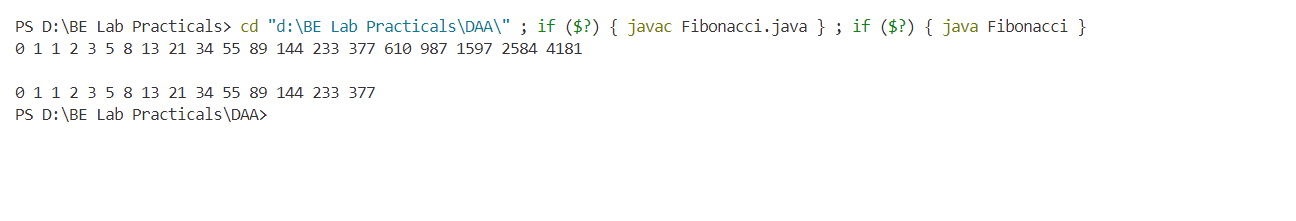 PS D:\BE Lab Practicals> cd "d:\BE Lab Practicals\DAA\" ; if ($?) { javac Fibonacci.java } ; if ($?) { java Fibonacci }
0 1 1 2 3 5 8 13 21 34 55 89 144 233 377 610 987 1597 2584 4181
0 1 1 2 3 5 8 13 21 34 55 89 144 233 377
PS D:\BE Lab Practicals\DAA>